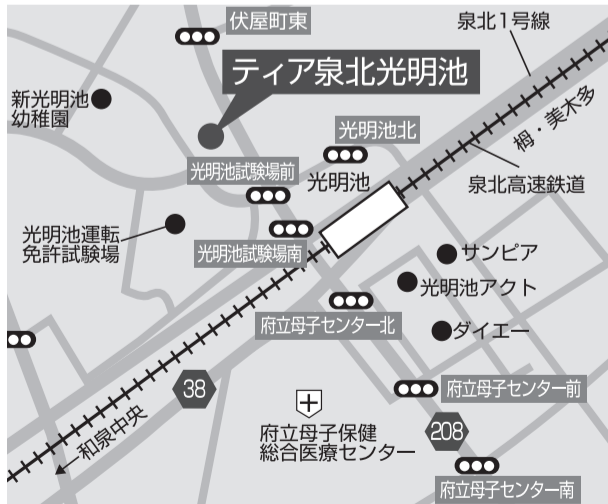 伏屋町東
泉北1号線
ティア泉北光明池
新光明池
幼稚園
光明池北
栂・美木多
光明池試験場前
光明池
泉北高速鉄道
光明池運転
免許試験場
光明池試験場南
サンピア
光明池アクト
府立母子センター北
ダイエー
38
府立母子センター前
和泉中央
府立母子保健
総合医療センター
208
府立母子センター南